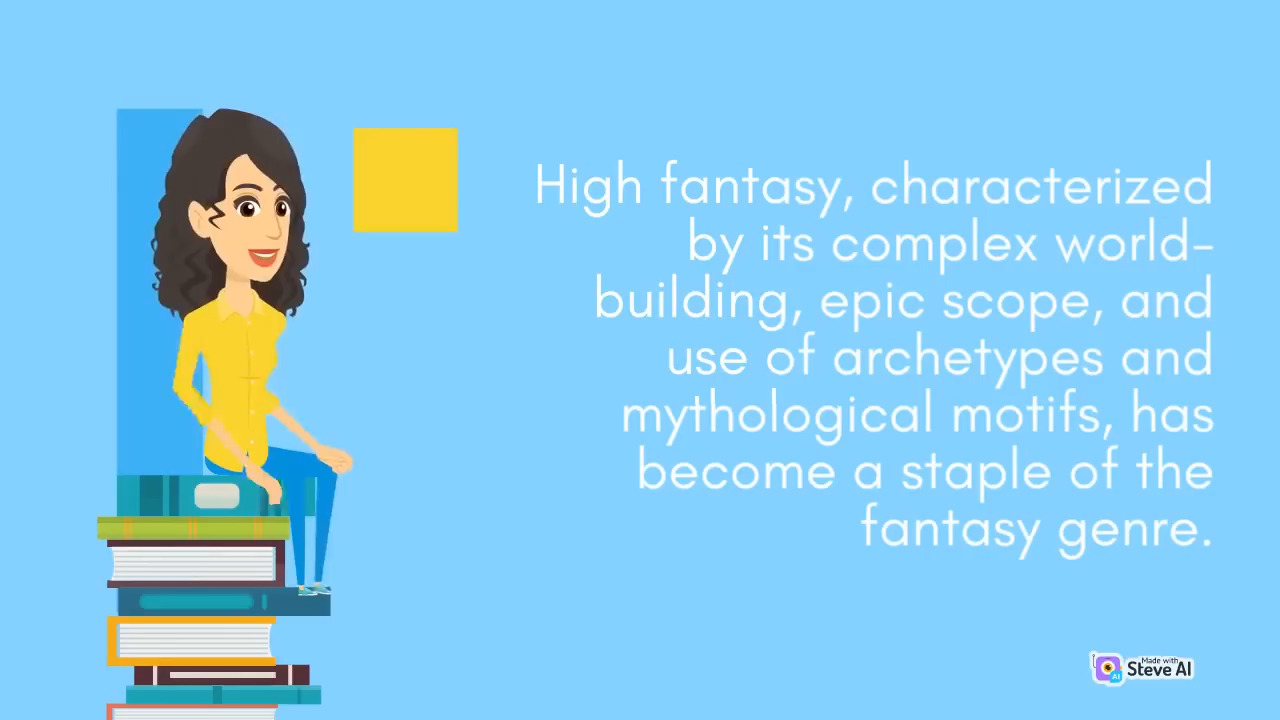 High fantasy, characterized
by its complex world-
building, epic scope, and
use of archetypes and
mythological motifs, has
become a staple of the
fantasy genre.
Made with
Steve AI
AI